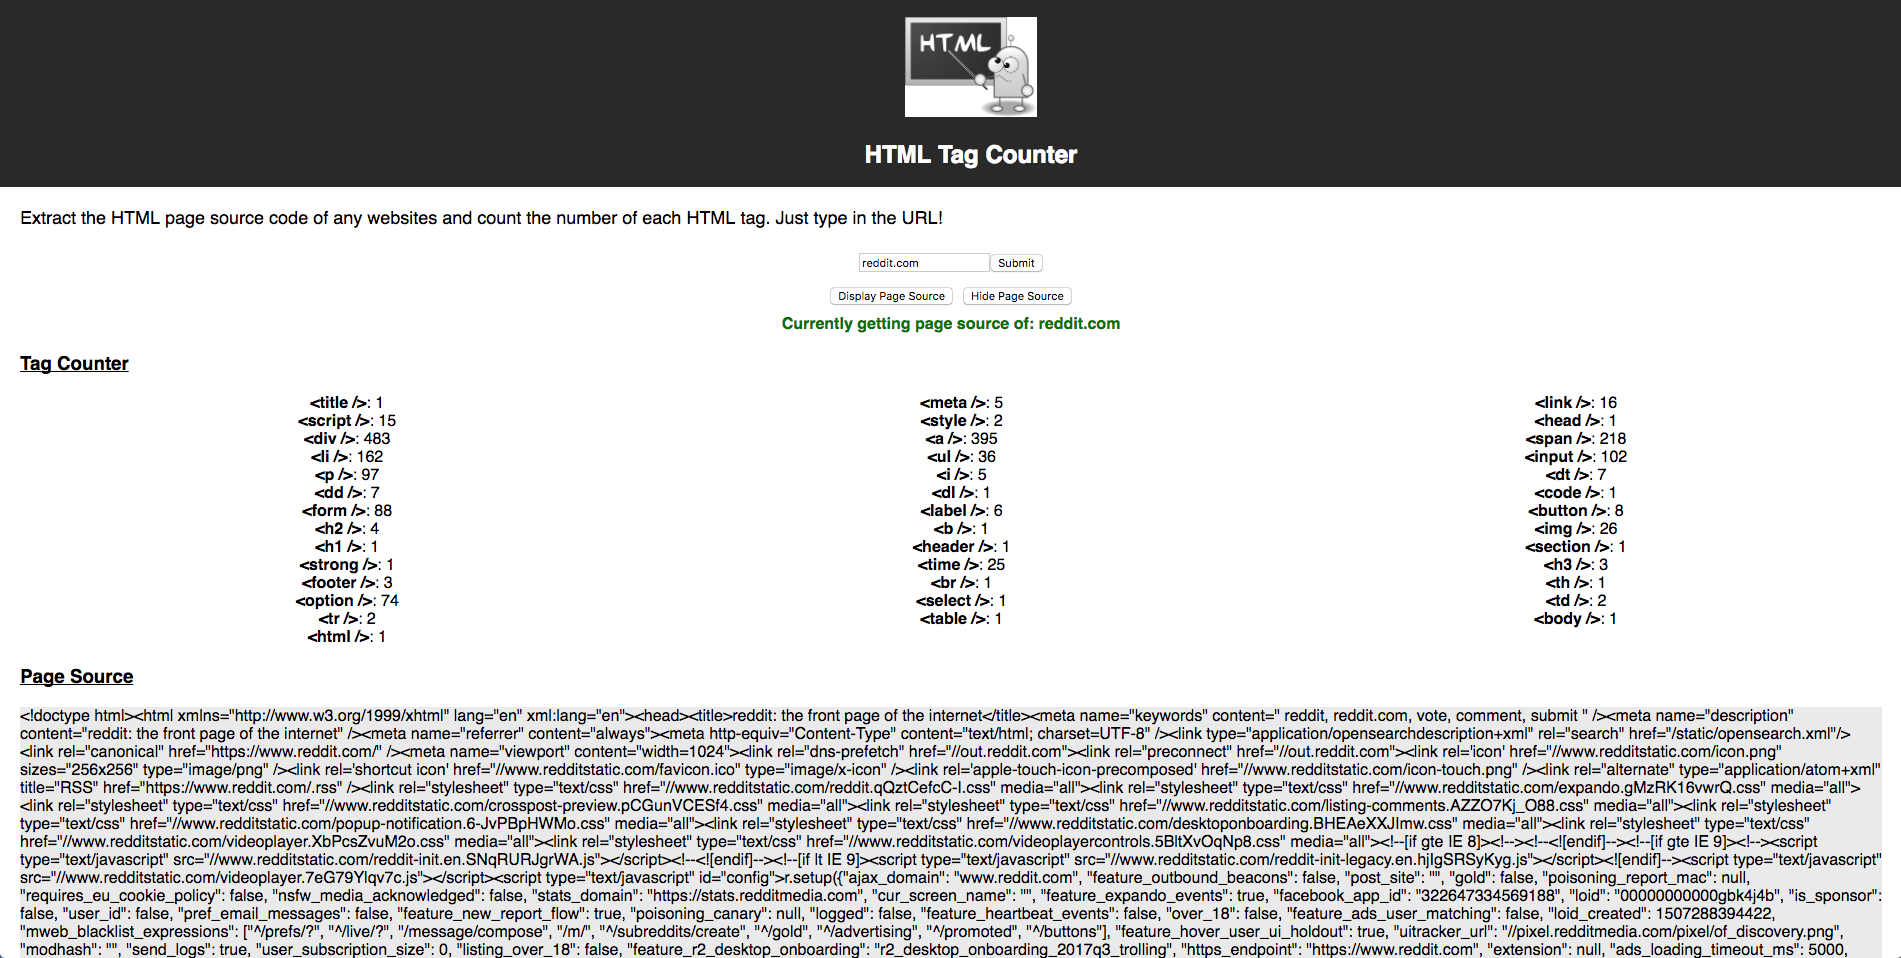 HTML
HTML Tag Counter
Extract the HTML page source code of any websites and count the number of each HTML tag. Just type in the URL!
reddit.com Submit
Display Page Source Hide Page Source
Currently getting page source of: reddit.com
Tag Counter
<title />: 1 <meta />: 5 <link />: 16
<script />: 15 <style />: 2 <head />: 1
<div />: 483 <a />: 395 <span />: 218
<li />: 162 <ul />: 36 <input />: 102
<p />: 97 <i />: 5 <dt />: 7
<dd />: 7 <dl />: 1 <code />: 1
<form />: 88 <label />: 6 <button />: 8
<h2 />: 4 <b />: 1 <img />: 26
<h1 />: 1 <header />: 1 <section />: 1
<strong />: 1 <time />: 25 <h3 />: 3
<footer />: 3 <br />: 1 <th />: 1
<option />: 74 <select />: 1 <td />: 2
<tr />: 2 <table />: 1 <body />: 1
<html />: 1
Page Source
<!doctype html><html xmlns="http://www.w3.org/1999/xhtml" lang="en" xml:lang="en"><head><title>reddit: the front page of the internet</title><meta name="keywords" content=" reddit, reddit.com, vote, comment, submit " /><meta name="description"
content="reddit: the front page of the internet" /><meta name="referrer" content="always"><meta http-equiv="Content-Type" content="text/html; charset=UTF-8" /><link type="application/opensearchdescription+xml" rel="search" href="/static/opensearch.xml"/>
<link rel="canonical" href="https://www.reddit.com/" /><meta name="viewport" content="width=1024"><link rel="dns-prefetch" href="//out.reddit.com"><link rel="preconnect" href="//out.reddit.com"><link rel='icon' href="//www.redditstatic.com/icon.png"
sizes="256x256" type="image/png" /><link rel='shortcut icon' href="//www.redditstatic.com/favicon.ico" type="image/x-icon" /><link rel='apple-touch-icon-precomposed' href="//www.redditstatic.com/icon-touch.png" /><link rel="alternate" type="application/atom+xml"
title="RSS" href="https://www.reddit.com/.rss" /><link rel="stylesheet" type="text/css" href="//www.redditstatic.com/reddit.qQztCefcC-I.css" media="all"><link rel="stylesheet" type="text/css" href="//www.redditstatic.com/expando.gMzRK16vwrQ.css" media="all">
<link rel="stylesheet" type="text/css" href="//www.redditstatic.com/crosspost-preview.pCGunVCESf4.css" media="all"><link rel="stylesheet" type="text/css" href="//www.redditstatic.com/listing-comments.AZZO7Kj_O88.css" media="all"><link rel="stylesheet"
type="text/css" href="//www.redditstatic.com/popup-notification.6-JvPBpHWMo.css" media="all"><link rel="stylesheet" type="text/css" href="//www.redditstatic.com/desktoponboarding.BHEAeXXJImw.css" media="all"><link rel="stylesheet" type="text/css"
href="//www.redditstatic.com/videoplayer.XbPcsZvuM2o.css" media="all"><link rel="stylesheet" type="text/css" href="//www.redditstatic.com/videoplayercontrols.5BltXvOqNp8.css" media="all"><!--[if gte IE 8]><!--><!--<![endif]--><!--[if gte IE 9]><!--><script
type="text/javascript" src="//www.redditstatic.com/reddit-init.en.SNqRURJgrWA.js"></script><!--<![endif]--><!--[if lt IE 9]><script type="text/javascript" src="//www.redditstatic.com/reddit-init-legacy.en.hjIgSRSyKyg.js"></script><![endif]--><script type="text/javascript"
src="//www.redditstatic.com/videoplayer.7eG79Ylqv7c.js"></script><script type="text/javascript" id="config">r.setup({"ajax_domain": "www.reddit.com", "feature_outbound_beacons": false, "post_site": "", "gold": false, "poisoning_report_mac": null,
"requires_eu_cookie_policy": false, "nsfw_media_acknowledged": false, "stats_domain": "https://stats.redditmedia.com", "cur_screen_name": "", "feature_expando_events": true, "facebook_app_id": "322647334569188", "loid": "00000000000gbk4j4b", "is_sponsor":
false, "user_id": false, "pref_email_messages": false, "feature_new_report_flow": true, "poisoning_canary": null, "logged": false, "feature_heartbeat_events": false, "over_18": false, "feature_ads_user_matching": false, "loid_created": 1507288394422,
"mweb_blacklist_expressions": ["^/prefs/?", "^/live/?", "/message/compose", "/m/", "^/subreddits/create", "^/gold", "^/advertising", "^/promoted", "^/buttons"], "feature_hover_user_ui_holdout": true, "uitracker_url": "//pixel.redditmedia.com/pixel/of_discovery.png",
"modhash": "", "send_logs": true, "user_subscription_size": 0, "listing_over_18": false, "feature_r2_desktop_onboarding": "r2_desktop_onboarding_2017q3_trolling", "https_endpoint": "https://www.reddit.com", "extension": null, "ads_loading_timeout_ms": 5000,